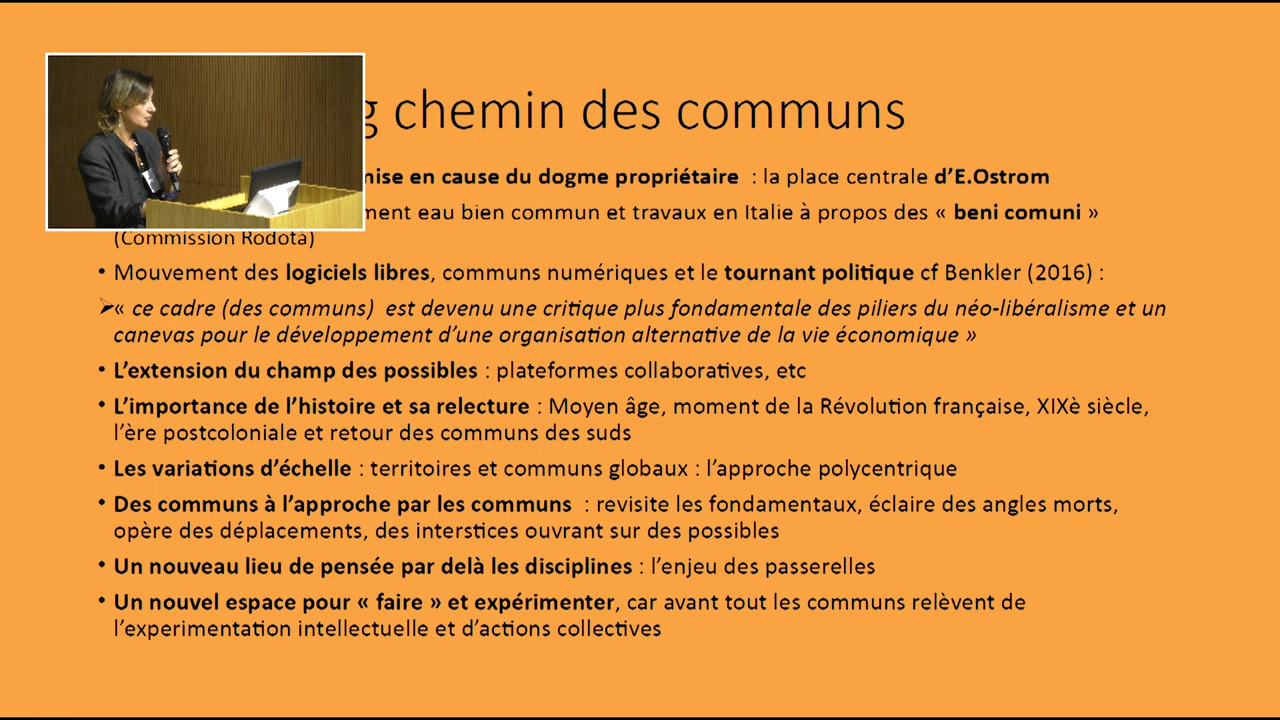 chemin des communs
mise en cause du dogme propriétaire : la place centrale d’E.Ostrom
eau bien commun et travaux en Italie à propos des « beni comuni »
(Commission Rodotà)
• Mouvement des logiciels libres, communs numériques et le tournant politique cf Benkler (2016) :
➢« ce cadre (des communs) est devenu une critique plus fondamentale des piliers du néo-libéralisme et un
canevas pour le développement d’une organisation alternative de la vie économique »
• L’extension du champ des possibles : plateformes collaboratives, etc
• L’importance de l’histoire et sa relecture : Moyen âge, moment de la Révolution française, XIXè siècle,
l’ère postcoloniale et retour des communs des suds
• Les variations d’échelle : territoires et communs globaux : l’approche polycentrique
• Des communs à l’approche par les communs : revisite les fondamentaux, éclaire des angles morts,
opère des déplacements, des interstices ouvrant sur des possibles
• Un nouveau lieu de pensée par delà les disciplines : l’enjeu des passerelles
• Un nouvel espace pour « faire » et expérimenter, car avant tout les communs relèvent de
l’experimentation intellectuelle et d’actions collectives